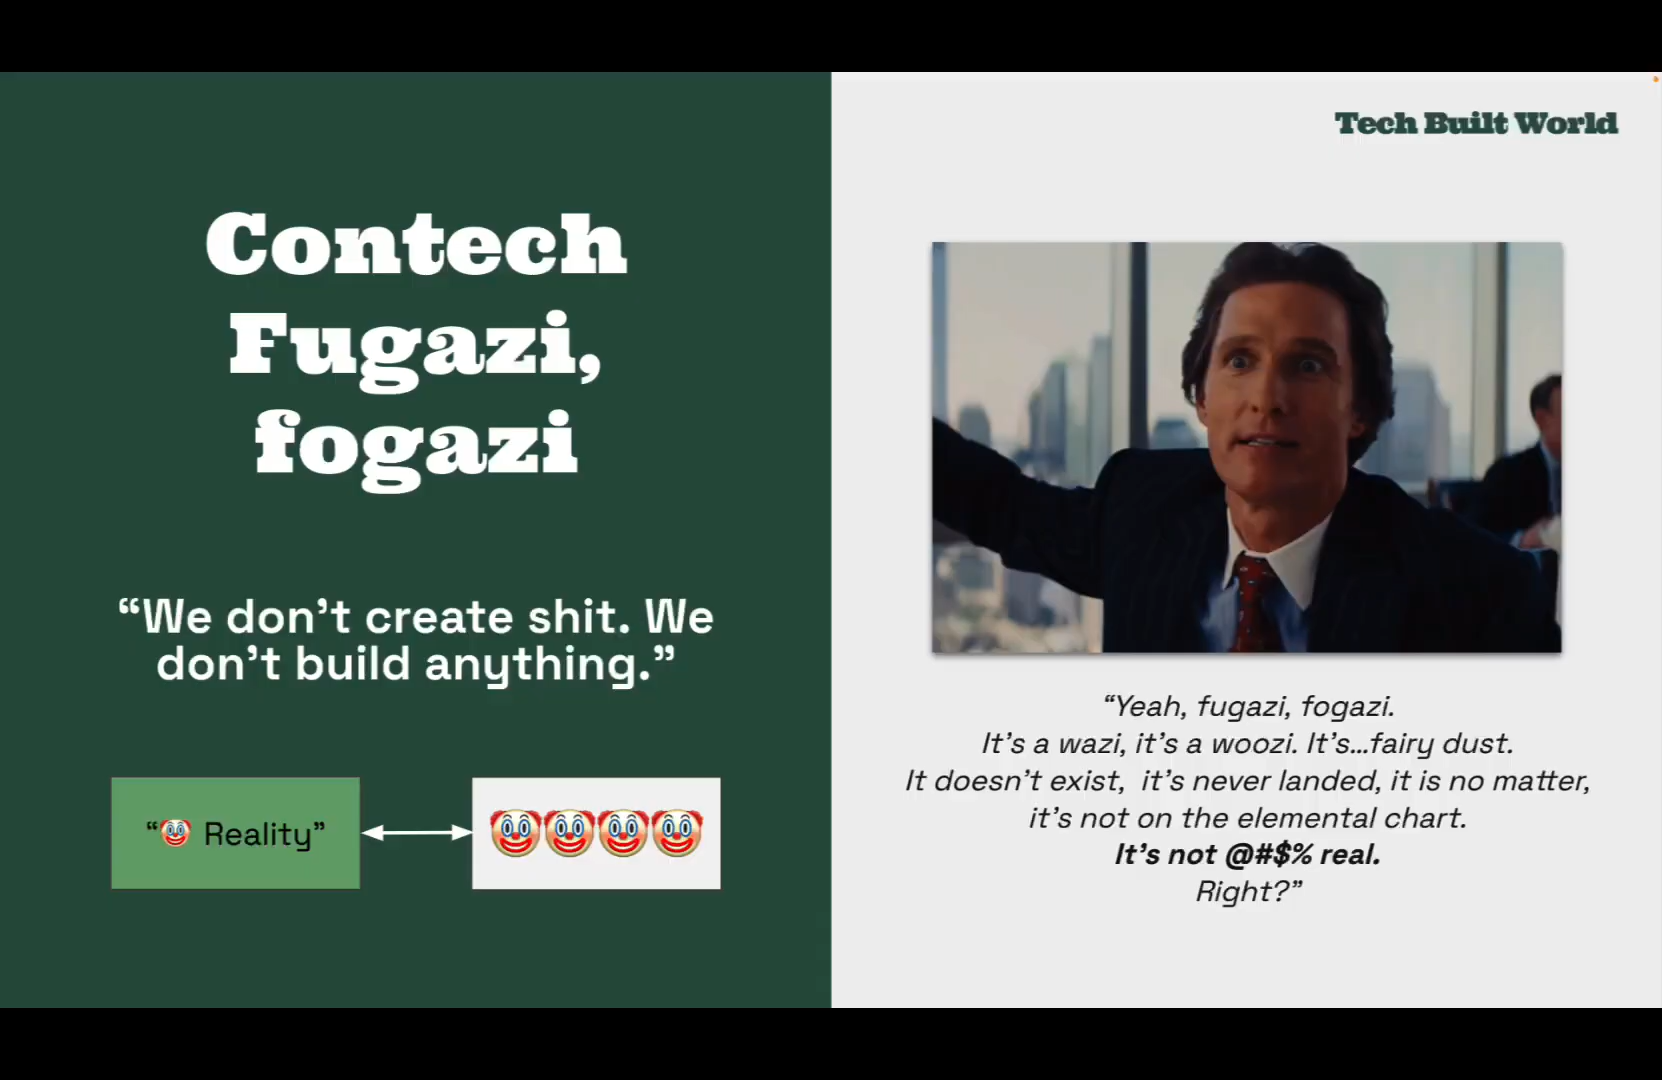 Contech
Fugazi,
fogazi
“We don’t create shit. We
don’t build anything.”
“🤡 Reality”
🤡🤡🤡🤡
Tech Built World
“Yeah, fugazi, fogazi.
It’s a wazi, it’s a woozi. It’s...fairy dust.
It doesn’t exist,  it’s never landed, it is no matter,
it’s not on the elemental chart.
It’s not @#$% real.
Right?”